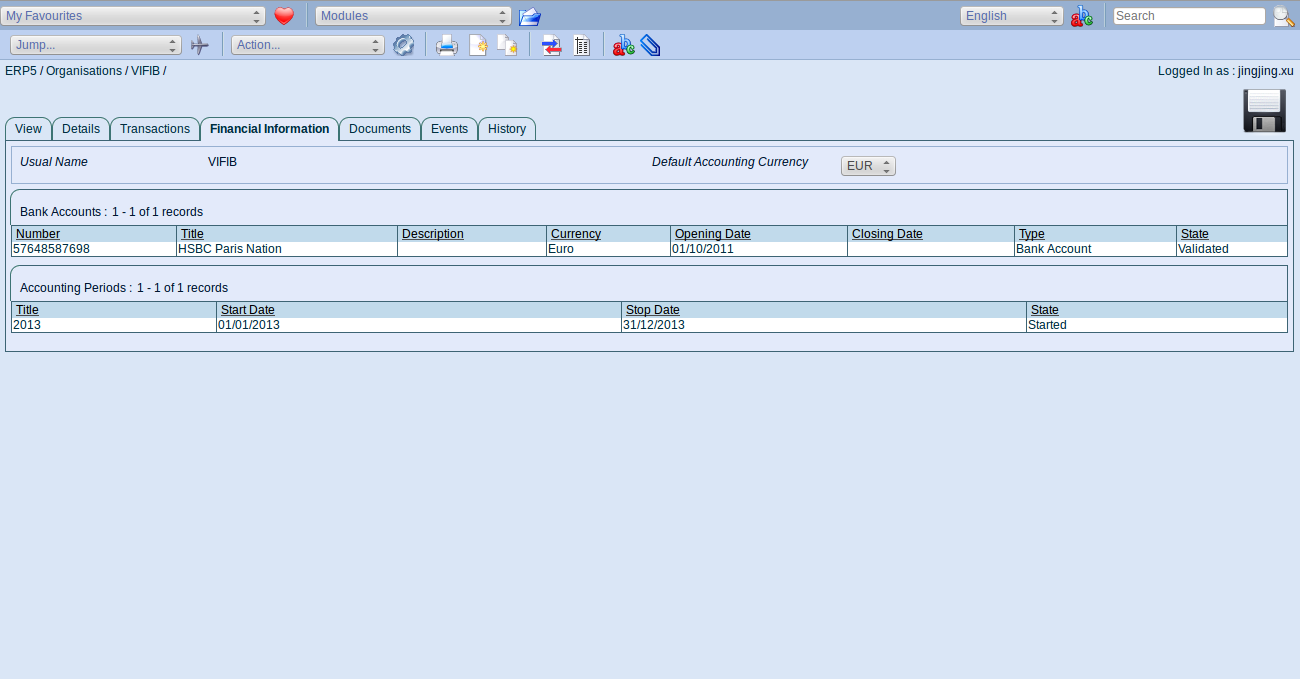 My Favourites Modules English Search
Jump... Action...
ERP5 / Organisations / VIFIB / Logged In as : jingjing.xu
View Details Transactions Financial Information Documents Events History
Usual Name VIFIB Default Accounting Currency EUR
Bank Accounts : 1 - 1 of 1 records
Number Title Description Currency Opening Date Closing Date Type State
57648587698 HSBC Paris Nation Euro 01/10/2011 Bank Account Validated
Accounting Periods : 1 - 1 of 1 records
Title Start Date Stop Date State
2013 01/01/2013 31/12/2013 Started